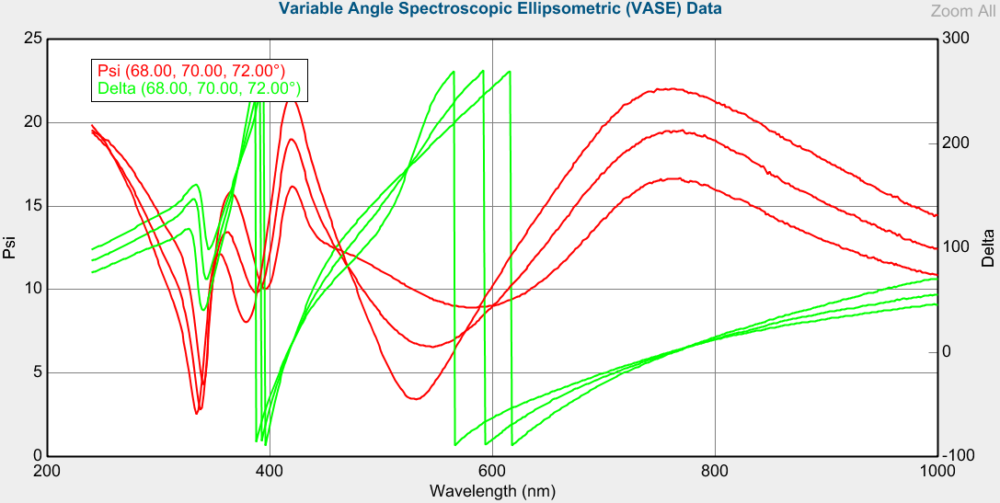 Variable Angle Spectroscopic Ellipsometric (VASE) Data
Zoom All
25
300
Psi (68.00, 70.00, 72.00°)
Delta (68.00, 70.00, 72.00°)
20
200
15
Psi
100
Delta
10
0
5
0
-100
200
400
600
800
1000
Wavelength (nm)